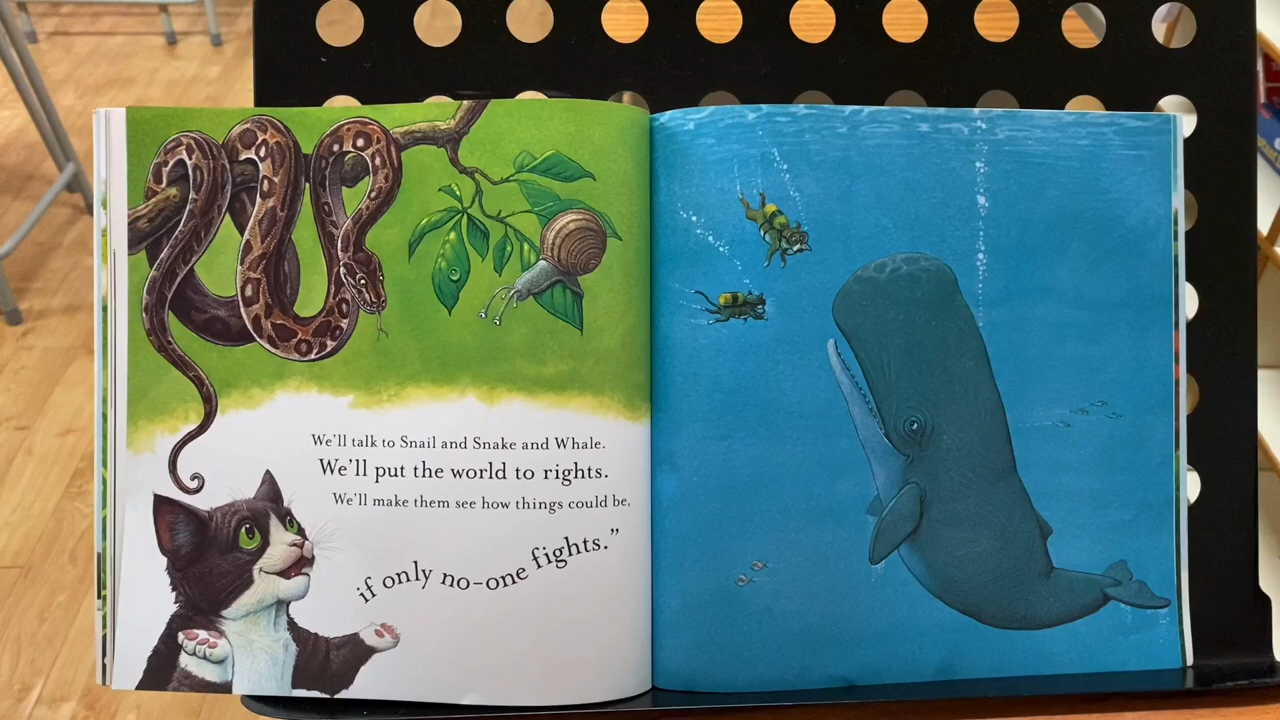 We'll talk to Snail and Snake and Whale.
We'll put the world to rights.
We'll make them see how things could be,
if only no-one fights."